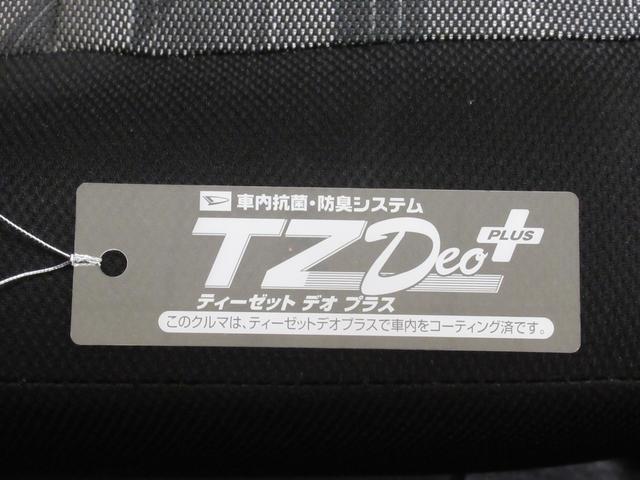 車内抗菌・防臭システム
TZ Deo PLUS
ティーゼット デオ プラス
このクルマは、ティーゼットデオプラスで車内をコーティング済です。